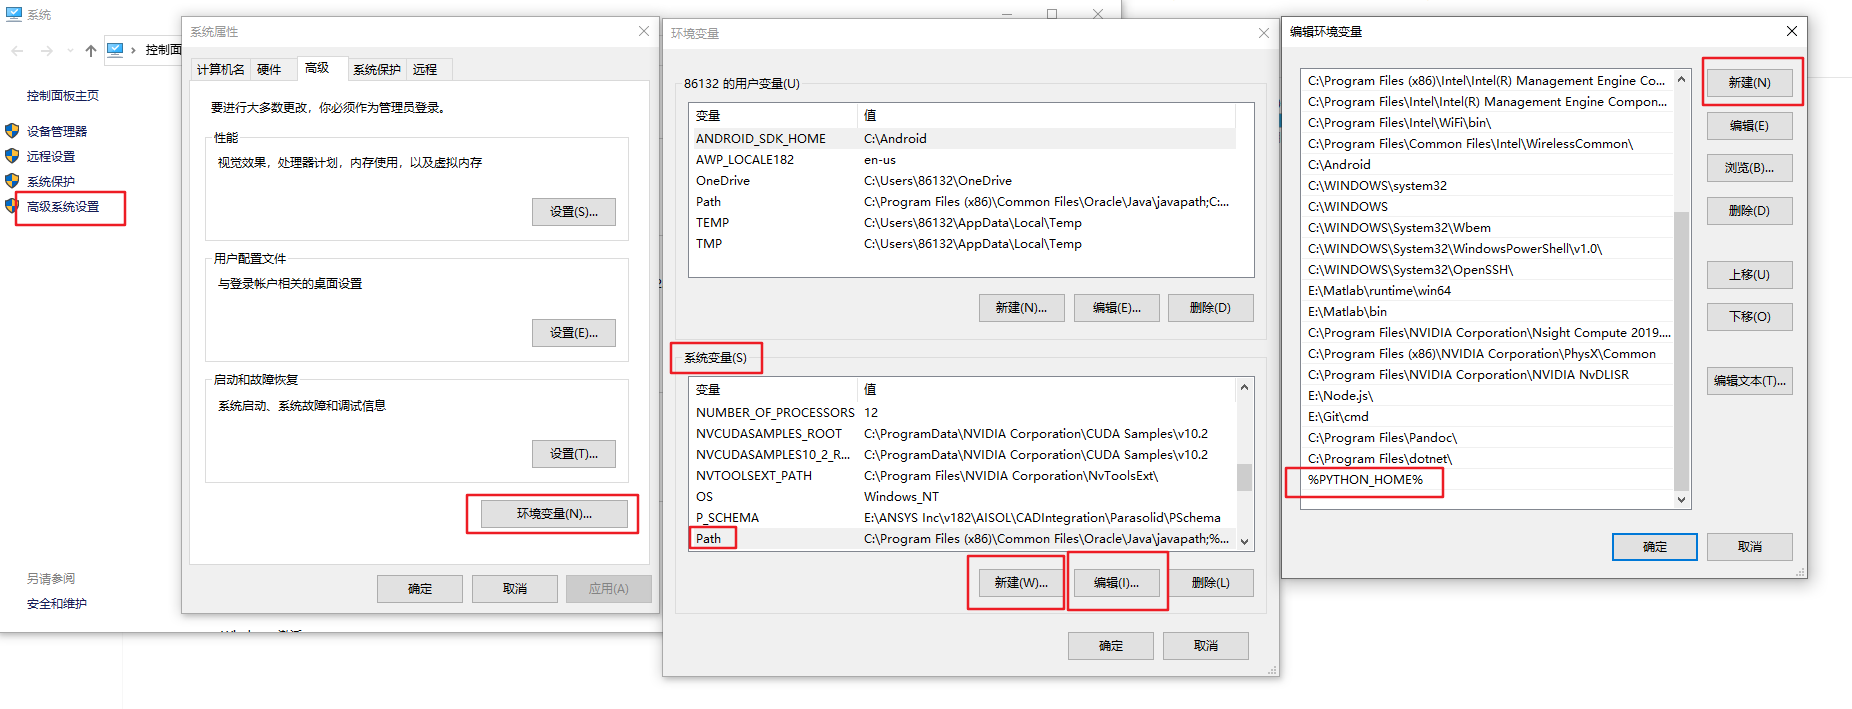 系统
控制面
控制面板主页
设备管理器
远程设置
系统保护
高级系统设置
另请参阅
安全和维护
系统属性
计算机名 硬件 高级 系统保护 远程
要进行大多数更改，你必须作为管理员登录。
性能
视觉效果，处理器计划，内存使用，以及虚拟内存
设置(S)...
用户配置文件
与登录帐户相关的桌面设置
设置(E)...
启动和故障恢复
系统启动、系统故障和调试信息
设置(T)...
环境变量(N)...
确定 取消 应用(A)
环境变量
86132 的用户变量(U)
变量 值
ANDROID_SDK_HOME C:\Android
AWP_LOCALE182 en-us
OneDrive C:\Users\86132\OneDrive
Path C:\Program Files (x86)\Common Files\Oracle\Java\javapath;C:...
TEMP C:\Users\86132\AppData\Local\Temp
TMP C:\Users\86132\AppData\Local\Temp
新建(N)... 编辑(E)... 删除(D)
系统变量(S)
变量 值
NUMBER_OF_PROCESSORS 12
NVCUDASAMPLES_ROOT C:\ProgramData\NVIDIA Corporation\CUDA Samples\v10.2
NVCUDASAMPLES10_2_R... C:\ProgramData\NVIDIA Corporation\CUDA Samples\v10.2
NVTOOLSEXT_PATH C:\Program Files\NVIDIA Corporation\NvToolsExt\
OS Windows_NT
P_SCHEMA E:\ANSYS Inc\v182\AISOL\CADIntegration\Parasolid\PSchema
Path C:\Program Files (x86)\Common Files\Oracle\Java\javapath;%...
新建(W)... 编辑(I)... 删除(L)
确定 取消
编辑环境变量
C:\Program Files (x86)\Intel\Intel(R) Management Engine Co...
C:\Program Files\Intel\Intel(R) Management Engine Compon...
C:\Program Files\Intel\WiFi\bin\
C:\Program Files\Common Files\Intel\WirelessCommon\
C:\Android
C:\WINDOWS\system32
C:\WINDOWS
C:\WINDOWS\System32\Wbem
C:\WINDOWS\System32\WindowsPowerShell\v1.0\
C:\WINDOWS\System32\OpenSSH\
E:\Matlab\runtime\win64
E:\Matlab\bin
C:\Program Files\NVIDIA Corporation\Nsight Compute 2019....
C:\Program Files (x86)\NVIDIA Corporation\PhysX\Common
C:\Program Files\NVIDIA Corporation\NVIDIA NvDLISR
E:\Node.js\
E:\Git\cmd
C:\Program Files\Pandoc\
C:\Program Files\dotnet\
%PYTHON_HOME%
新建(N)
编辑(E)
浏览(B)...
删除(D)
上移(U)
下移(O)
编辑文本(T)...
确定 取消